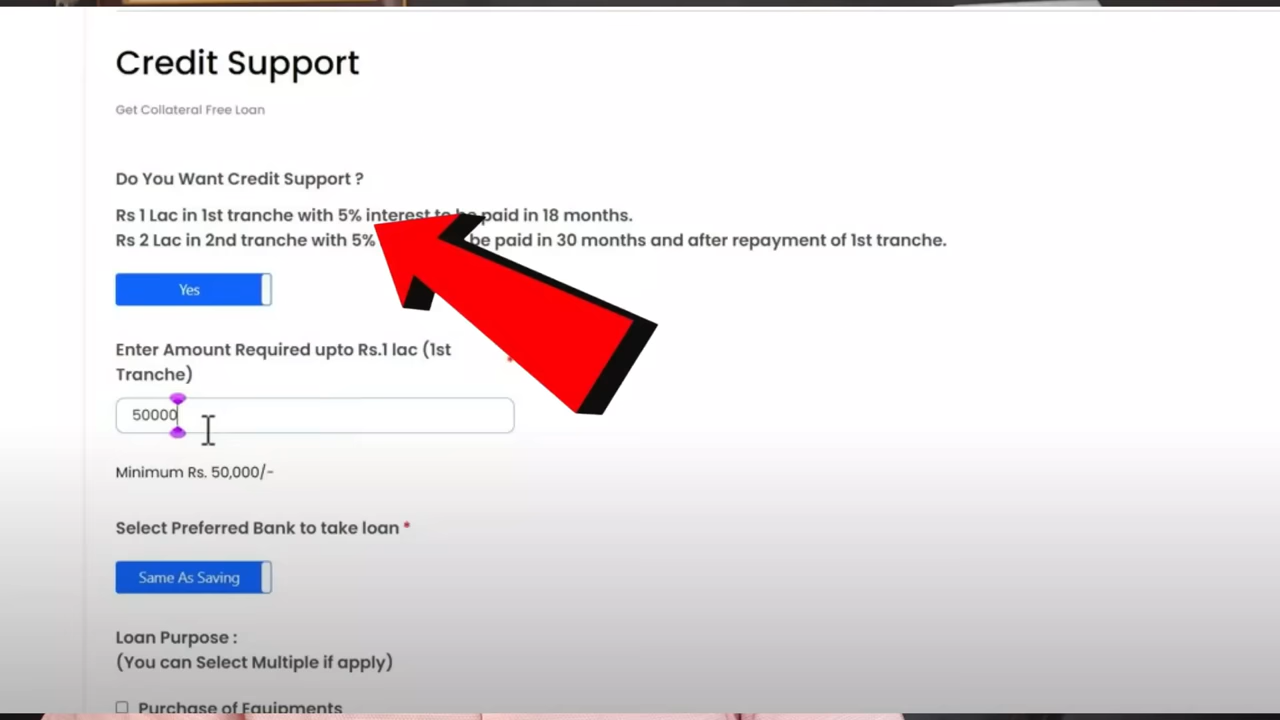 Credit Support
Get Collateral Free Loan
Do You Want Credit Support ?
Rs 1 Lac in 1st tranche with 5% interest to be paid in 18 months.
Rs 2 Lac in 2nd tranche with 5% be paid in 30 months and after repayment of 1st tranche.
Yes
Enter Amount Required upto Rs.1 lac (1st
Tranche)
*
50000
Minimum Rs. 50,000/-
Select Preferred Bank to take loan *
Same As Saving
Loan Purpose :
(You can Select Multiple if apply)
Purchase of Equipments